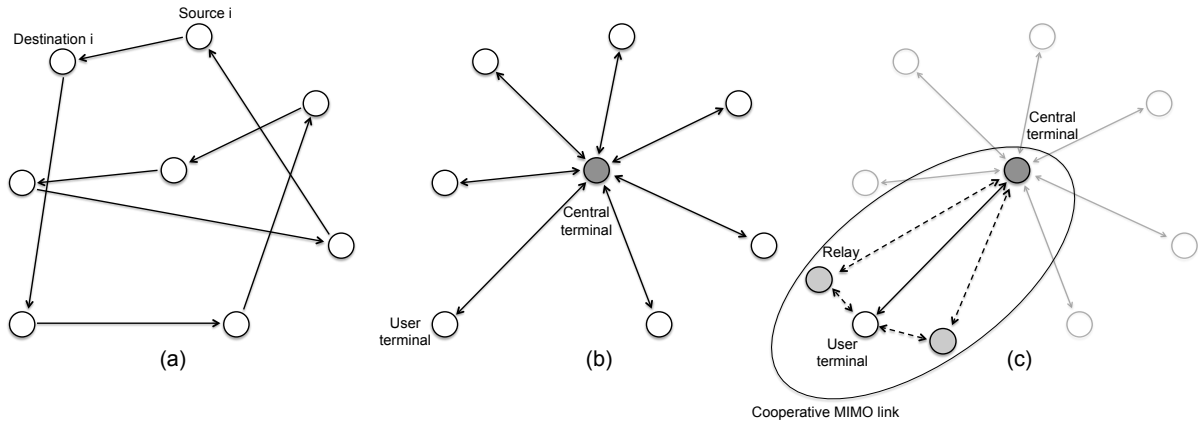 Source i
Destination i
(a)
Central
terminal
User
terminal
(b)
Central
terminal
Relay
User
terminal
(c)
Cooperative MIMO link